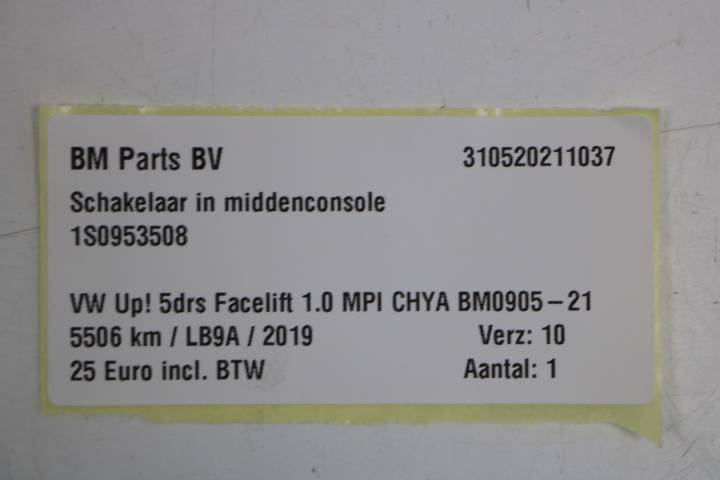 BM Parts BV 310520211037
Schakelaar in middenconsole
1S0953508
VW Up! 5drs Facelift 1.0 MPI CHYA BM0905-21
5506 km / LB9A / 2019 Verz: 10
25 Euro incl. BTW Aantal: 1